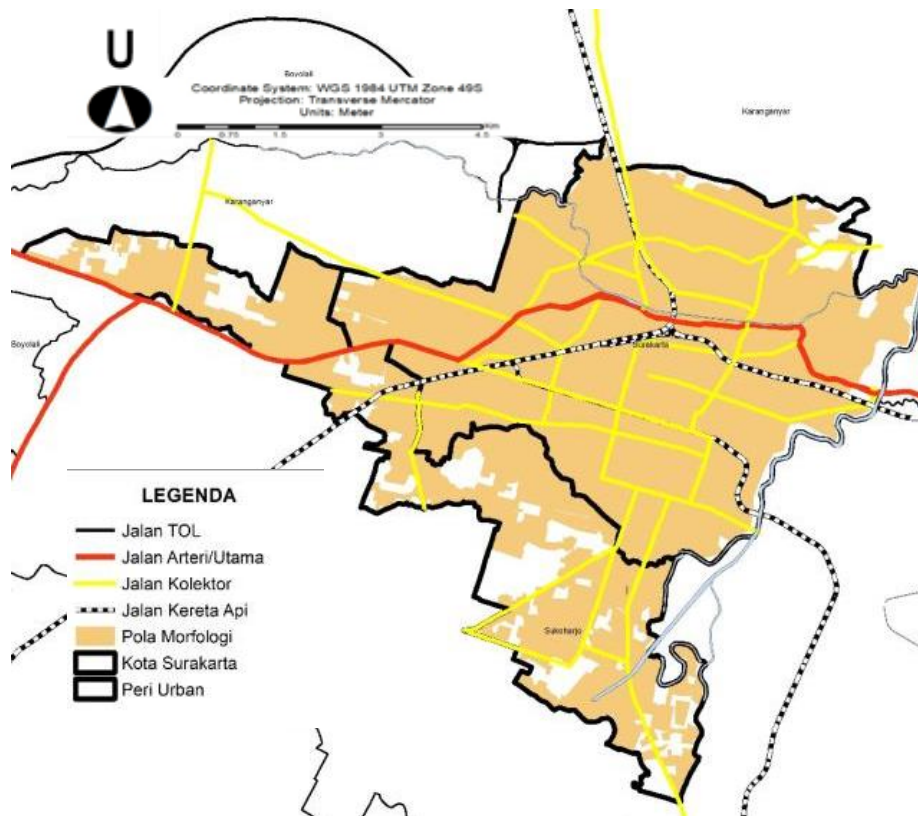 U
Boyolali
Coordinate System: WGS 1984 UTM Zone 49S
Projection: Transverse Mercator
Units: Meter
Km
0 0.75 1.5 3 4.5
Karanganyar
Karanganyar
Boyolali
Surakarta
Sukoharjo
LEGENDA
Jalan TOL
Jalan Arteri/Utama
Jalan Kolektor
Jalan Kereta Api
Pola Morfologi
Kota Surakarta
Peri Urban